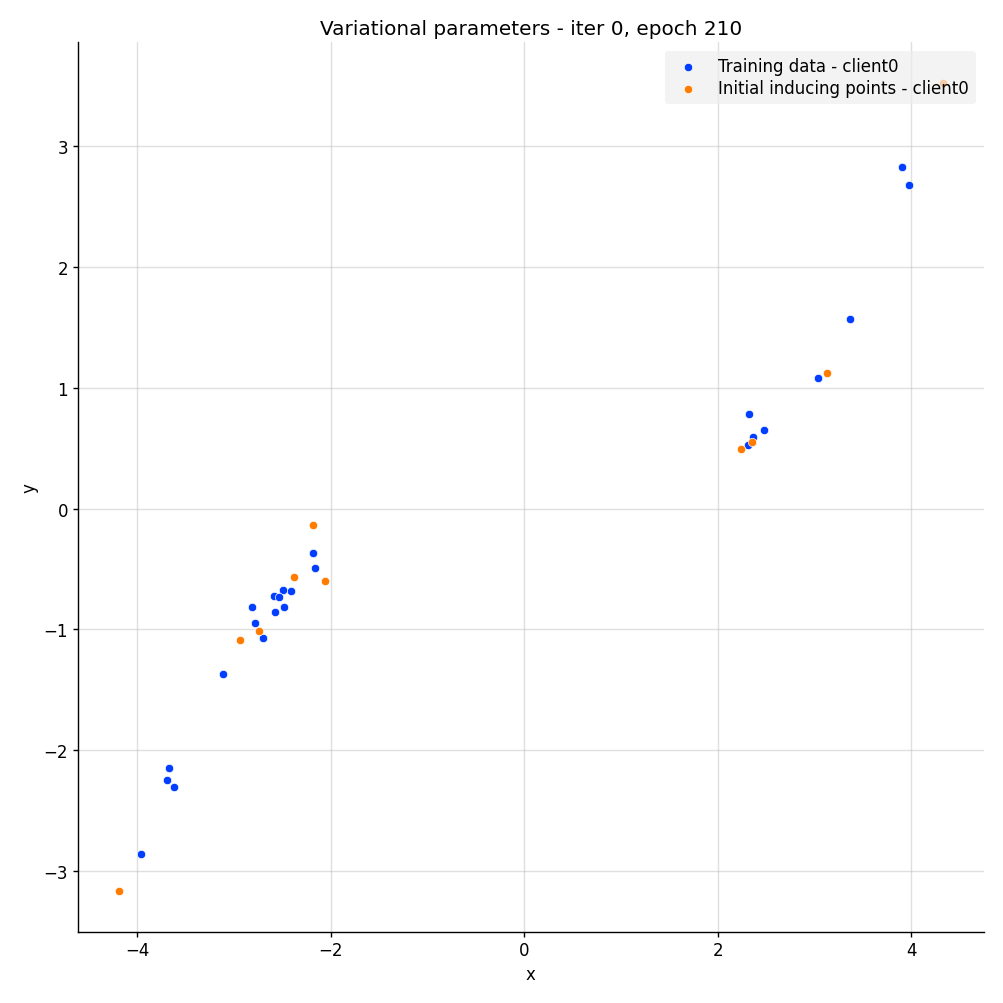 Variational parameters - iter 0, epoch 210
Training data - client0
Initial inducing points - client0
3
2
1
0
−1
−2
−3
y
−4 −2 0 2 4
x